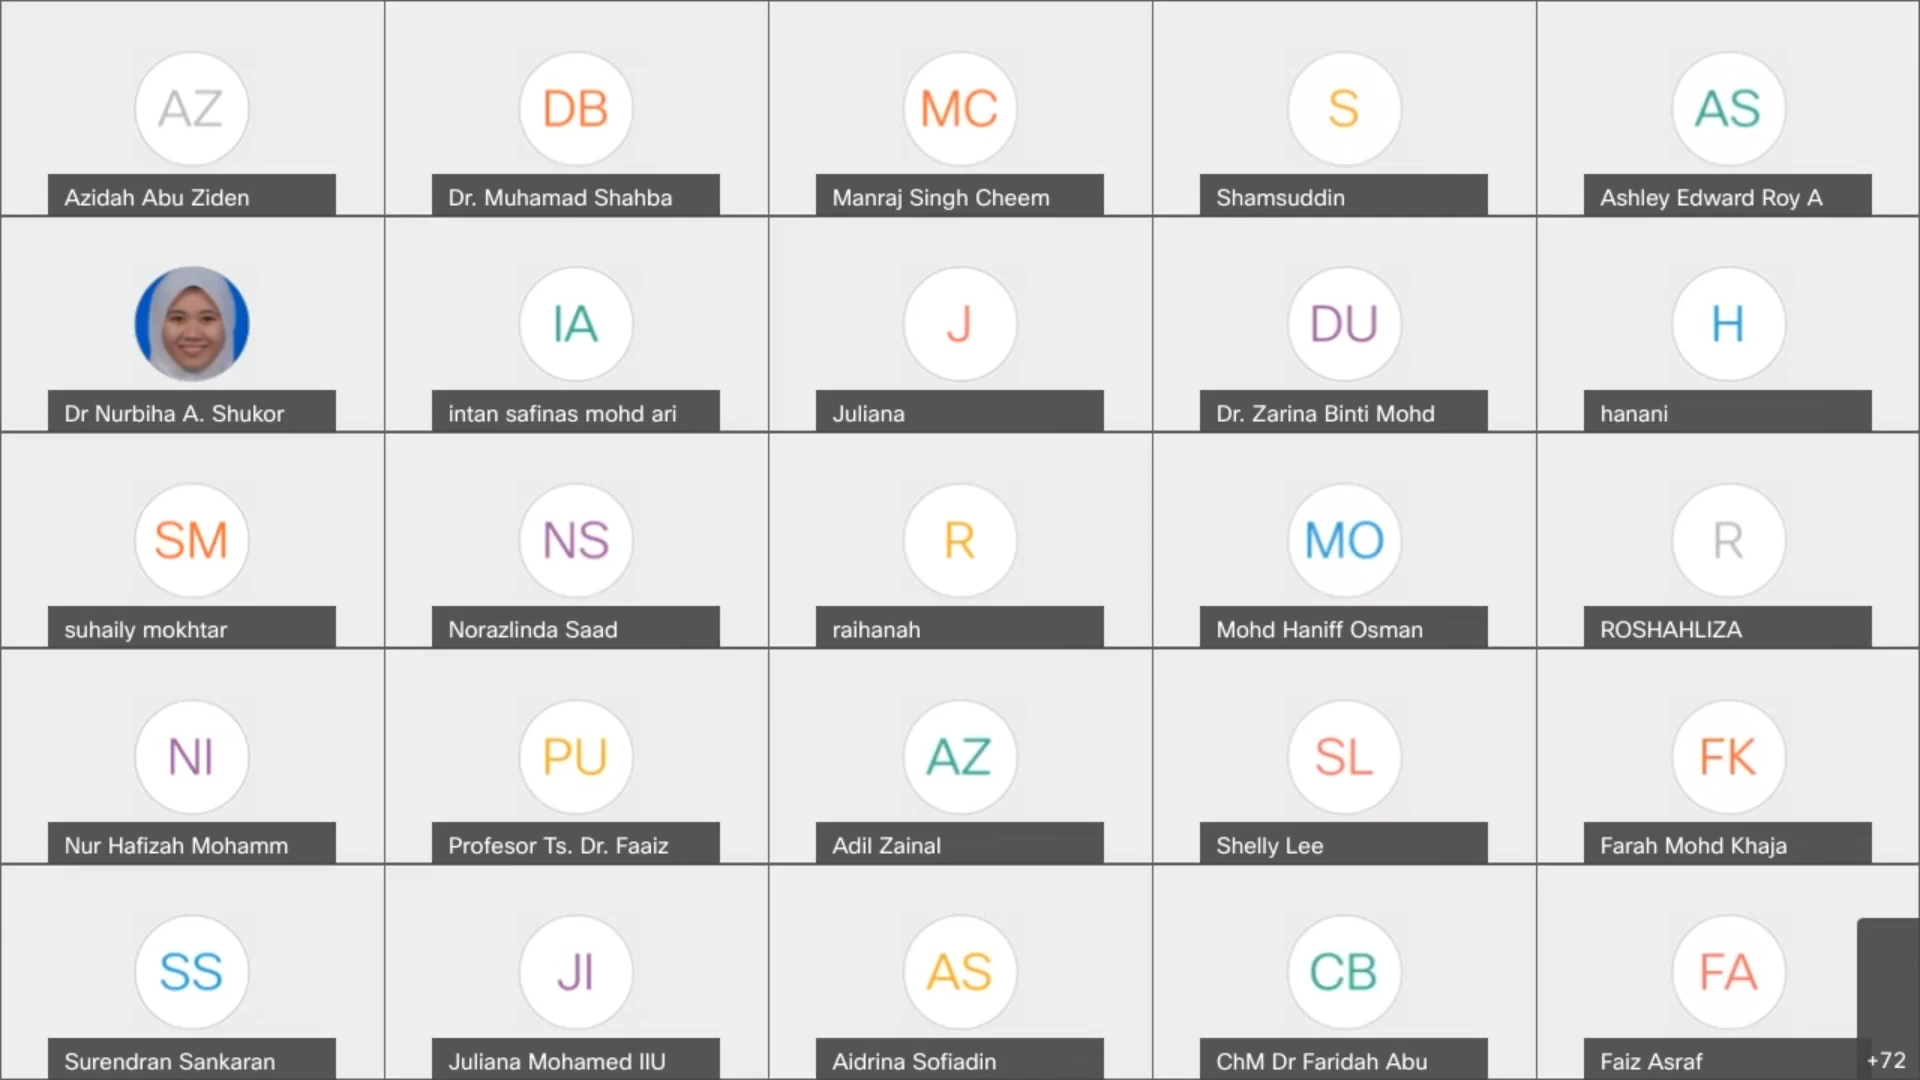 AZ
DB
MC
S
AS
Azidah Abu Ziden
Dr. Muhamad Shahba
Manraj Singh Cheem
Shamsuddin
Ashley Edward Roy A
IA
J
DU
H
Dr Nurbiha A. Shukor
intan safinas mohd ari
Juliana
Dr. Zarina Binti Mohd
hanani
SM
NS
R
MO
R
suhaily mokhtar
Norazlinda Saad
raihanah
Mohd Haniff Osman
ROSHAHLIZA
NI
PU
AZ
SL
FK
Nur Hafizah Mohamm
Profesor Ts. Dr. Faaiz
Adil Zainal
Shelly Lee
Farah Mohd Khaja
SS
JI
AS
CB
FA
Surendran Sankaran
Juliana Mohamed IIU
Aidrina Sofiadin
ChM Dr Faridah Abu
Faiz Asraf
+72